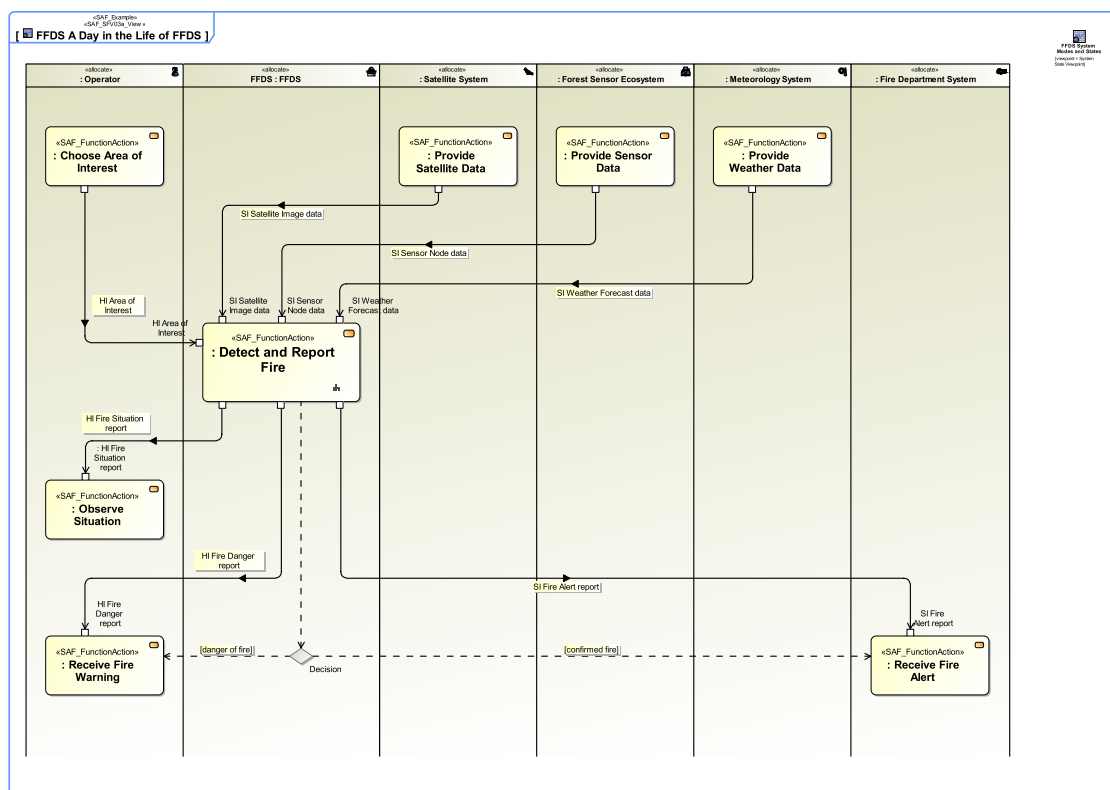 «SAF_Example»
«SAF_SFV03a_View »
[ FFDS A Day in the Life of FFDS ]
FFDS System
Modes and States
[viewpoint = System
State Viewpoint]
«allocate»
: Operator
«allocate»
FFDS : FFDS
«allocate»
: Satellite System
«allocate»
: Forest Sensor Ecosystem
«allocate»
: Meteorology System
«allocate»
: Fire Department System
«SAF_FunctionAction»
: Choose Area of
Interest
«SAF_FunctionAction»
: Provide
Satellite Data
«SAF_FunctionAction»
: Provide Sensor
Data
«SAF_FunctionAction»
: Provide
Weather Data
SI Satellite Image data
SI Sensor Node data
SI Weather Forecast data
HI Area of
Interest
HI Area of
Interest
SI Satellite
Image data
SI Sensor
Node data
SI Weather
Forecast data
«SAF_FunctionAction»
: Detect and Report
Fire
HI Fire Situation
report
: HI Fire
Situation
report
«SAF_FunctionAction»
: Observe
Situation
HI Fire Danger
report
SI Fire Alert report
HI Fire
Danger
report
SI Fire
Alert report
«SAF_FunctionAction»
: Receive Fire
Warning
[danger of fire]
Decision
[confirmed fire]
«SAF_FunctionAction»
: Receive Fire
Alert